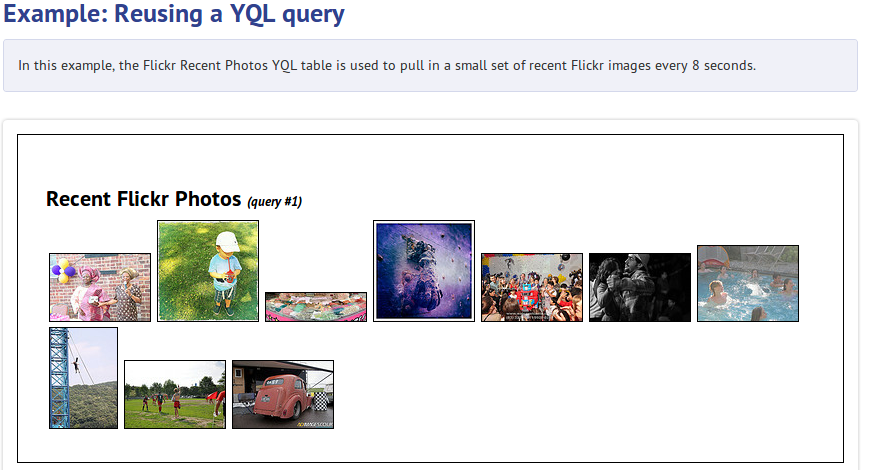 Example: Reusing a YQL query
In this example, the Flickr Recent Photos YQL table is used to pull in a small set of recent Flickr images every 8 seconds.
Recent Flickr Photos (query #1)